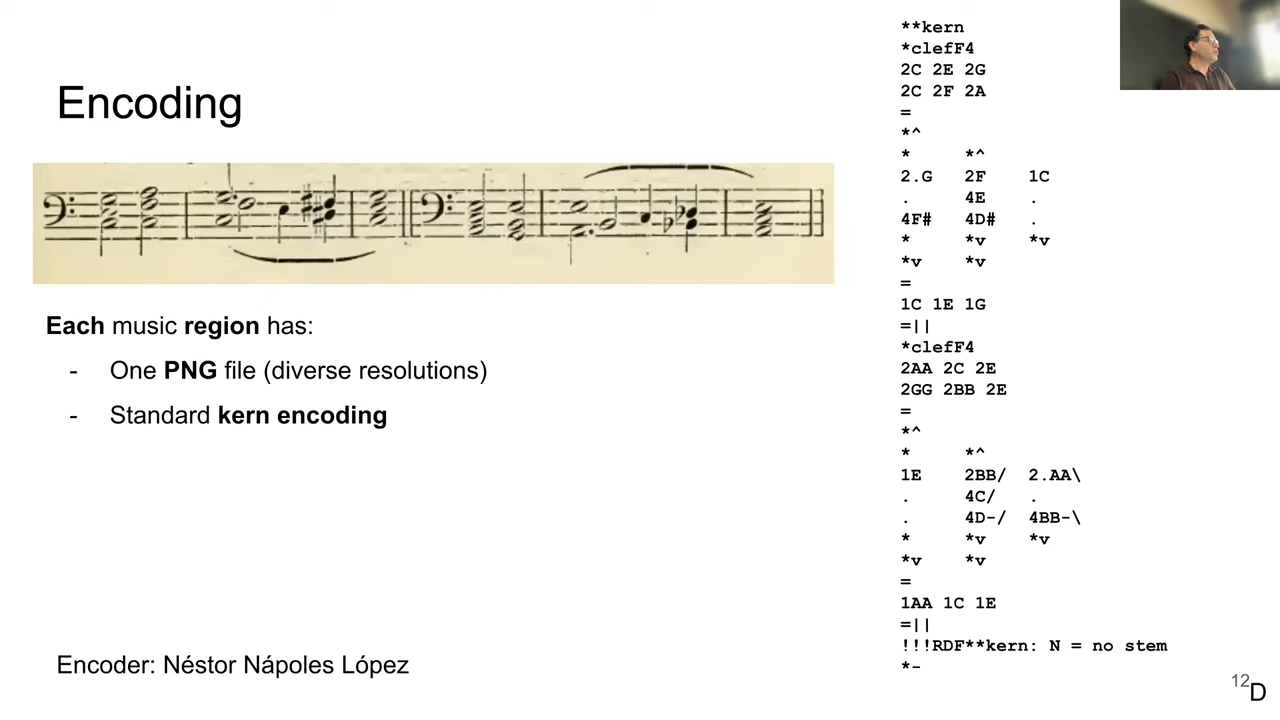 Encoding
Each music region has:
- One PNG file (diverse resolutions)
- Standard kern encoding
Encoder: Néstor Nápoles López
**kern
*clefF4
2C 2E 2G
2C 2F 2A
=
*^
* *^
2.G 2F 1C
. 4E .
4F# 4D# .
* *v *v
*v *v
=
1C 1E 1G
=||
*clefF4
2AA 2C 2E
2GG 2BB 2E
=
*^
* *^
1E 2BB/ 2.AA\
. 4C/ .
. 4D-/ 4BB-\
* *v *v
*v *v
=
1AA 1C 1E
=||
!!!RDF**kern: N = no stem
*-
12
D